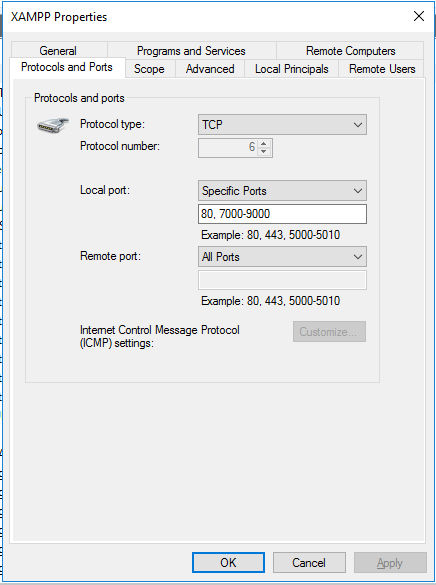 XAMPP Properties
General
Programs and Services
Remote Computers
Protocols and Ports
Scope
Advanced
Local Principals
Remote Users
Protocols and ports
Protocol type:
TCP
Protocol number:
6
Local port:
Specific Ports
80, 7000-9000
Example: 80, 443, 5000-5010
Remote port:
All Ports
Example: 80, 443, 5000-5010
Internet Control Message Protocol
(ICMP) settings:
Customize...
OK
Cancel
Apply